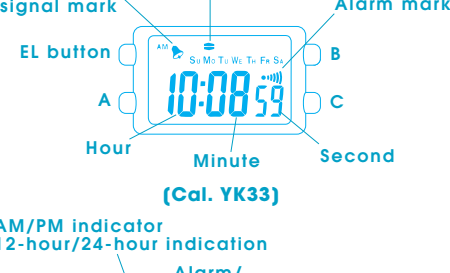 signal mark
Alarm mark
EL button
B
AM
SU MO TU WE TH FR SA
A
10:08 59
C
Hour
Minute
Second
(Cal. YK33)
AM/PM indicator
12-hour/24-hour indication
Alarm/